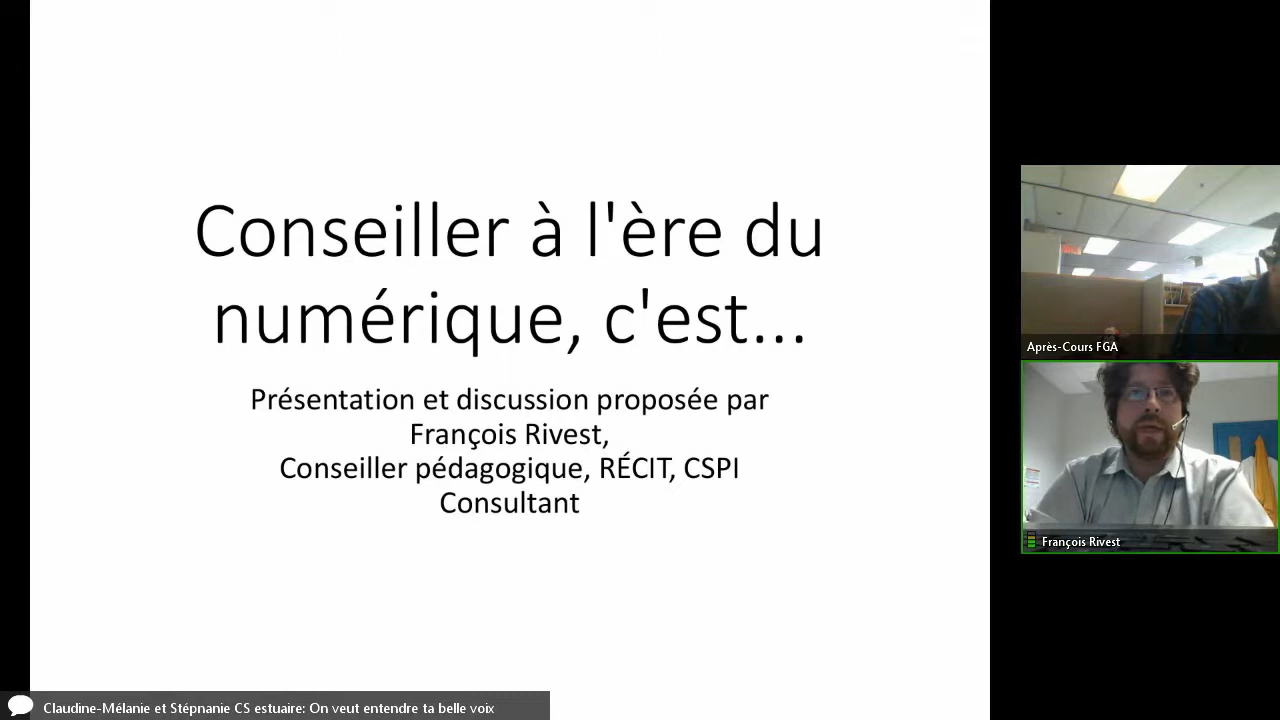 Conseiller à l'ère du
numérique, c'est...
Présentation et discussion proposée par
François Rivest,
Conseiller pédagogique, RÉCIT, CSPI
Consultant
Après-Cours FGA
François Rivest
Claudine-Mélanie et Stépnanie CS estuaire: On veut entendre ta belle voix